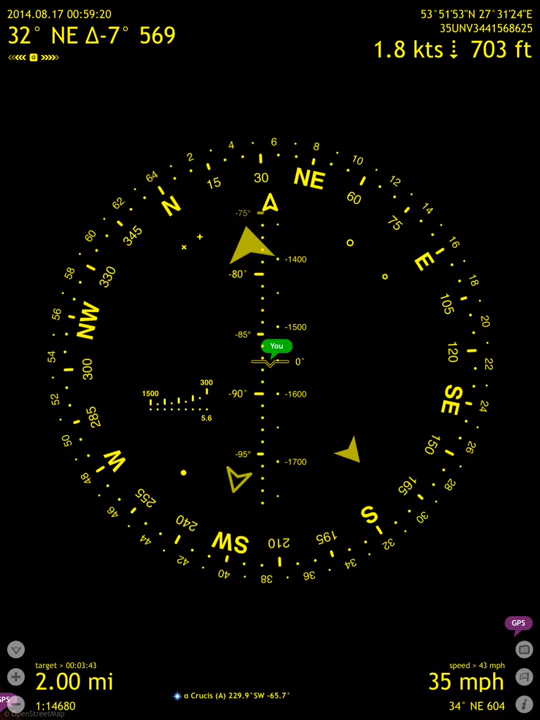 2014.08.17 00:59:20
32° NE Δ-7° 569
53°51'53"N 27°31'24"E
35UNV3441568625
1.8 kts 703 ft
6
4
8
2
10
64
12
62
14
60
16
58
18
56
20
54
22
52
24
50
26
48
28
46
30
44
32
42
34
40
36
38
30
NE
15
60
N
75
345
E
330
105
NW
120
300
SE
285
150
W
165
255
S
240
195
SW
210
-75°
-80°
-1400
-85°
-1500
You
0°
-90°
-1600
-95°
-1700
1500
300
5.6
GPS
target > 00:03:43
2.00 mi
1:14680
α Crucis (A) 229.9°SW -65.7°
speed > 43 mph
35 mph
34° NE 604
GPS
© OpenStreetMap